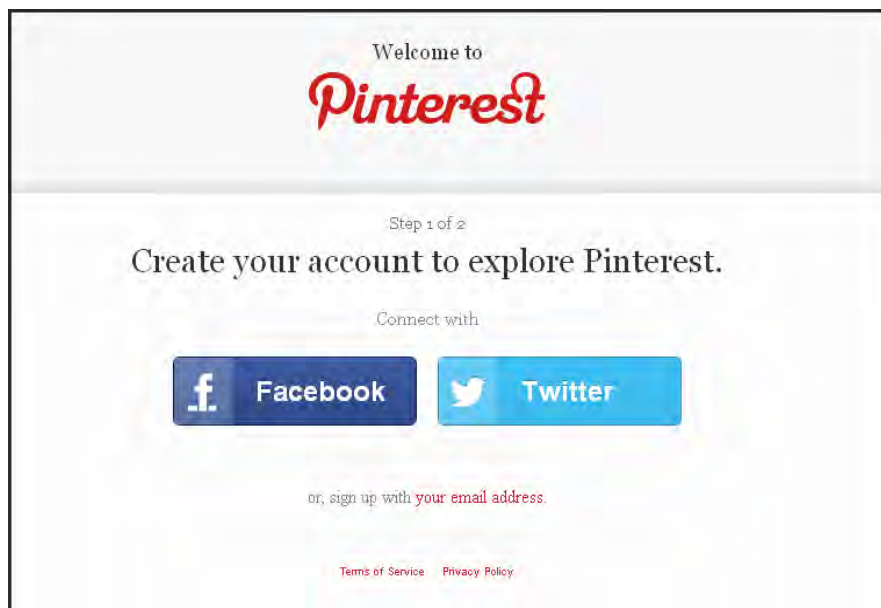 Welcome to
Pinterest
Step 1 of 2
Create your account to explore Pinterest.
Connect with
Facebook Twitter
or, sign up with your email address.
Terms of Service Privacy Policy